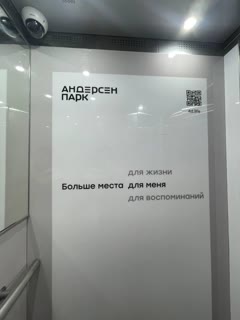 АНДЕРСЕН
ПАРК
для жизни
Больше места для меня
для воспоминаний